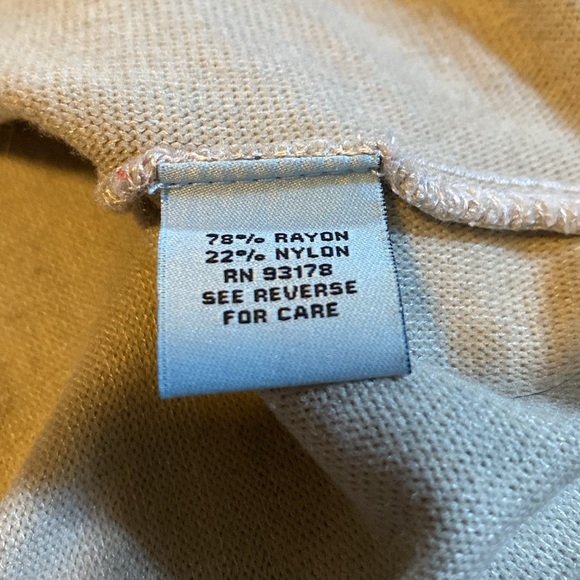 78% RAYON
22% NYLON
RN 93178
SEE REVERSE
FOR CARE